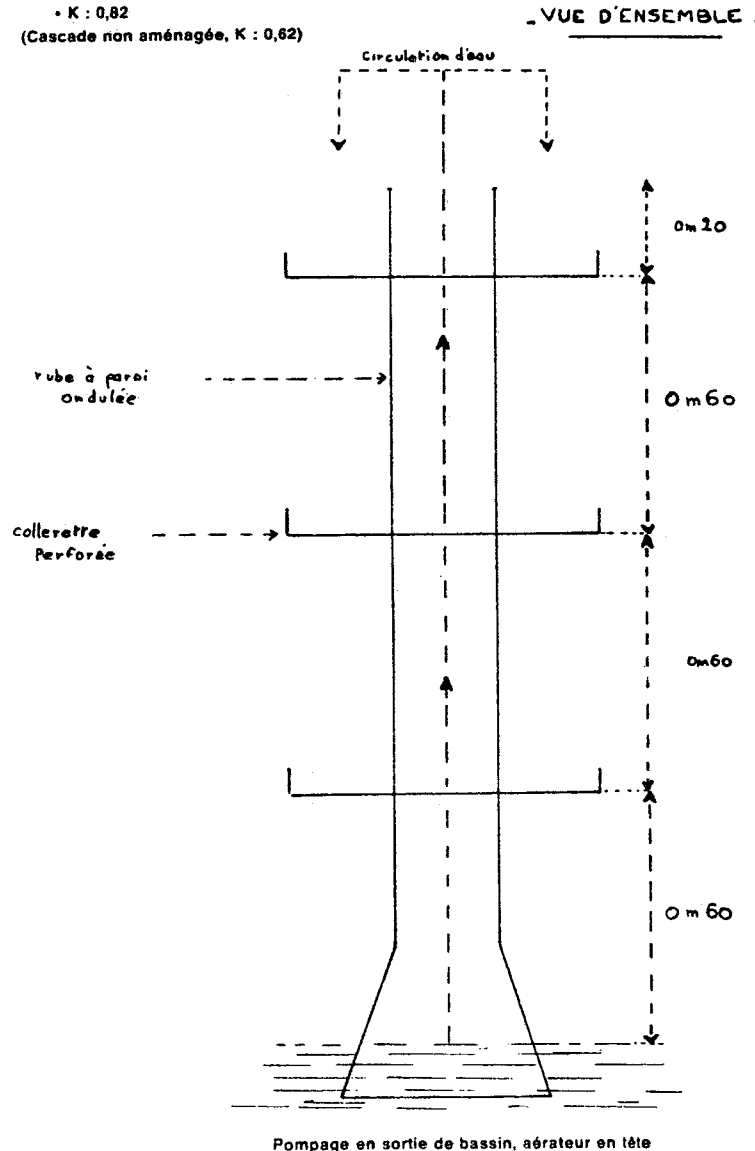 • K : 0,82
(Cascade non aménagée, K : 0,62)
_ VUE D'ENSEMBLE .
circulation d'eau
0m20
tube à paroi
ondulée
0m60
collerette
Perforée
0m60
0m60
Pompage en sortie de bassin, aérateur en tête